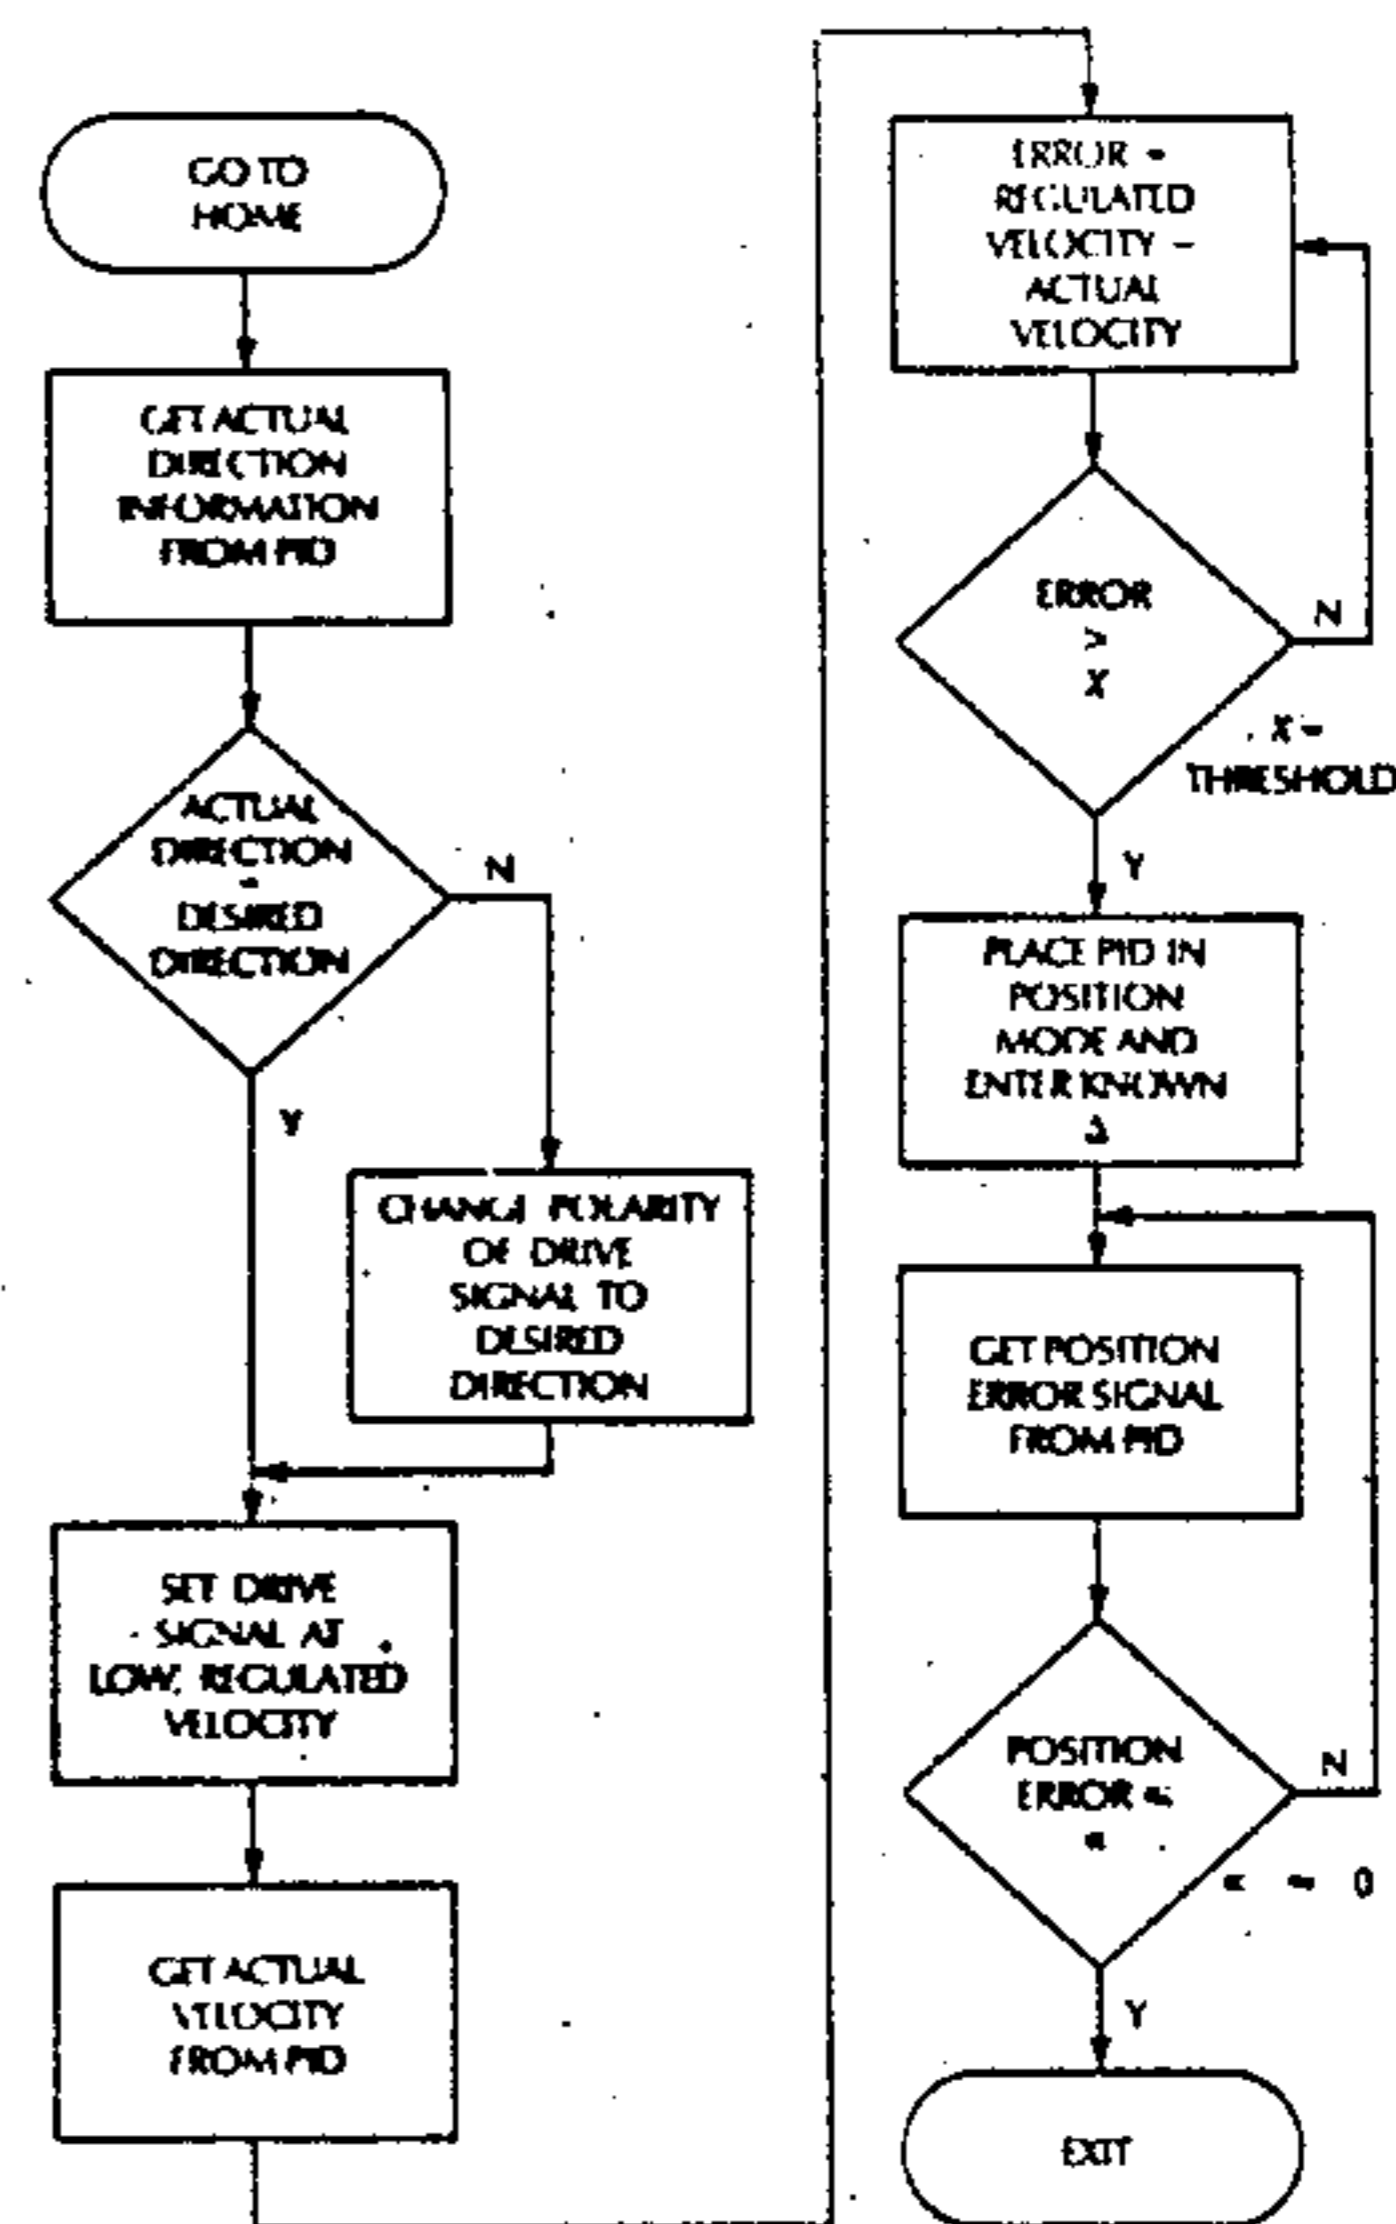 GO TO
HOME
GET ACTUAL
DIRECTION
INFORMATION
FROM PID
ACTUAL
DIRECTION
=
DESIRED
DIRECTION
N
Y
CHANGE POLARITY
OF DRIVE
SIGNAL TO
DESIRED
DIRECTION
SET DRIVE
SIGNAL AT
LOW, REGULATED
VELOCITY
GET ACTUAL
VELOCITY
FROM PID
ERROR =
REGULATED
VELOCITY –
ACTUAL
VELOCITY
ERROR
>
X
N
X =
THRESHOLD
Y
PLACE PID IN
POSITION
MODE AND
ENTER KNOWN
Δ
GET POSITION
ERROR SIGNAL
FROM PID
POSITION
ERROR
N
0
Y
EXIT